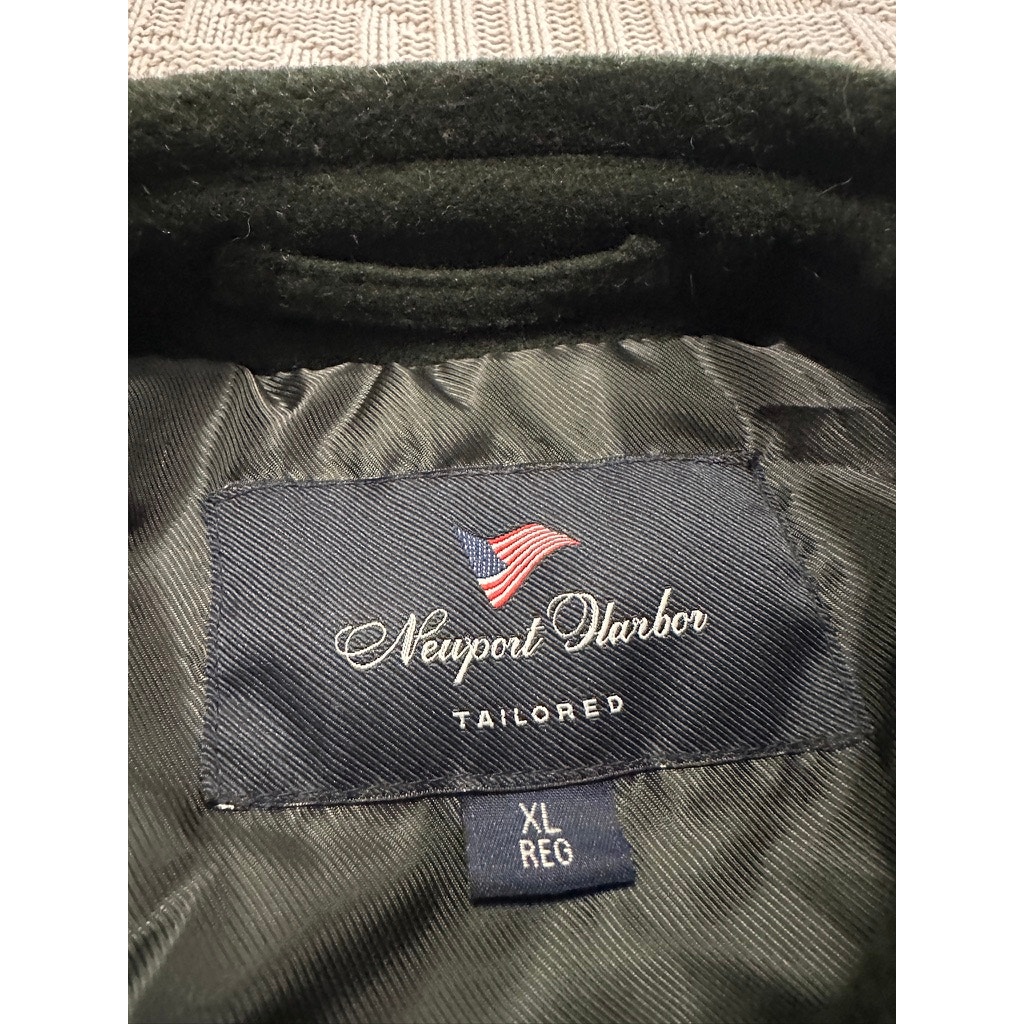 Newport Harbor
TAILORED
XL
REG